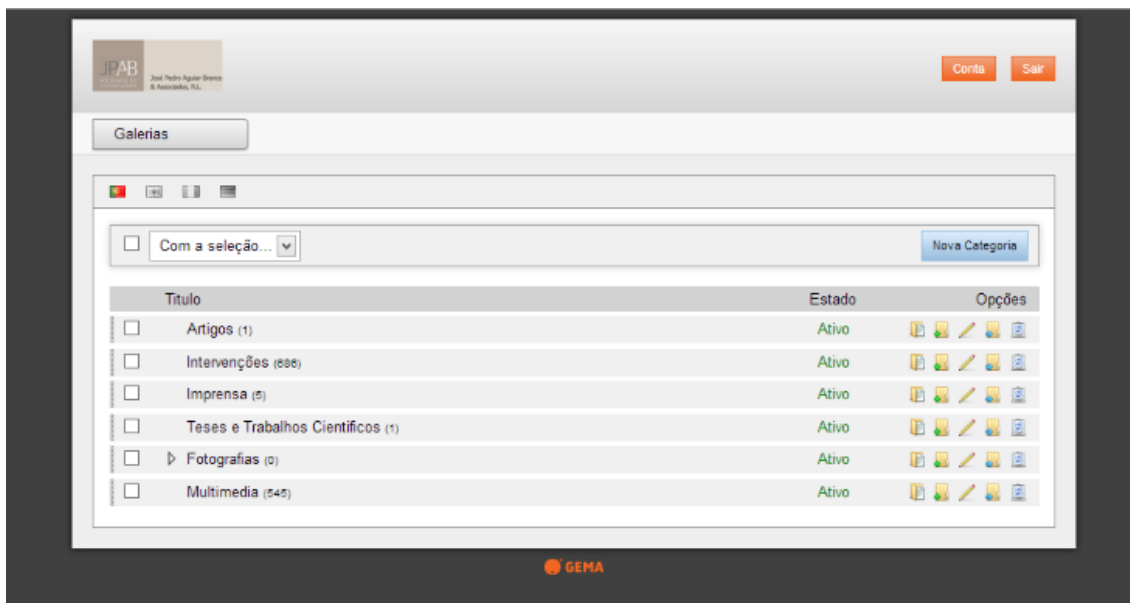 JPAB
José Pedro Aguiar-Branco
& Associados, R.L.
Conta
Sair
Galerias
Com a seleção...
Nova Categoria
Titulo Estado Opções
Artigos (1) Ativo
Intervenções (686) Ativo
Imprensa (5) Ativo
Teses e Trabalhos Cientificos (1) Ativo
Fotografias (0) Ativo
Multimedia (545) Ativo
GEMA